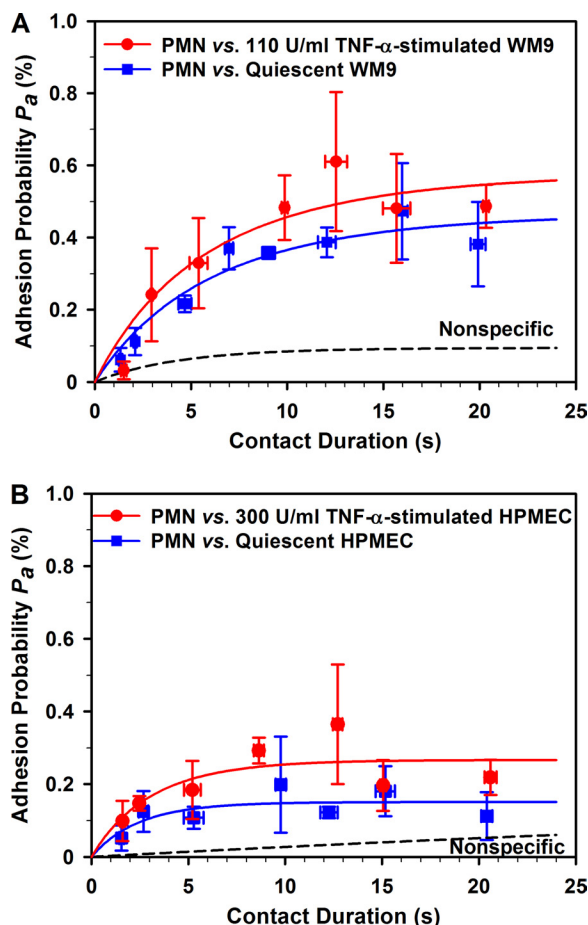 A
PMN vs. 110 U/ml TNF-α-stimulated WM9
PMN vs. Quiescent WM9
Adhesion Probability Pa (%)
1.0
0.8
0.6
0.4
0.2
0
Nonspecific
0 5 10 15 20 25
Contact Duration (s)
B
PMN vs. 300 U/ml TNF-α-stimulated HPMEC
PMN vs. Quiescent HPMEC
Adhesion Probability Pa (%)
1.0
0.8
0.6
0.4
0.2
0
Nonspecific
0 5 10 15 20 25
Contact Duration (s)